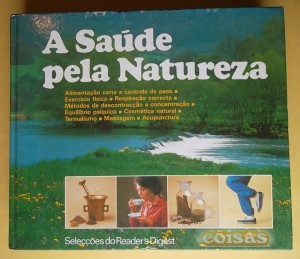 A Saúde
pela Natureza
Alimentação certa e controle de peso ■
Exercício físico ■ Respiração correcta ■
Métodos de descontracção e concentração ■
Equilíbrio psíquico ■ Cosmética natural ■
Termalismo ■ Massagem ■ Acupunctura
Selecções do Reader's Digest
coisas